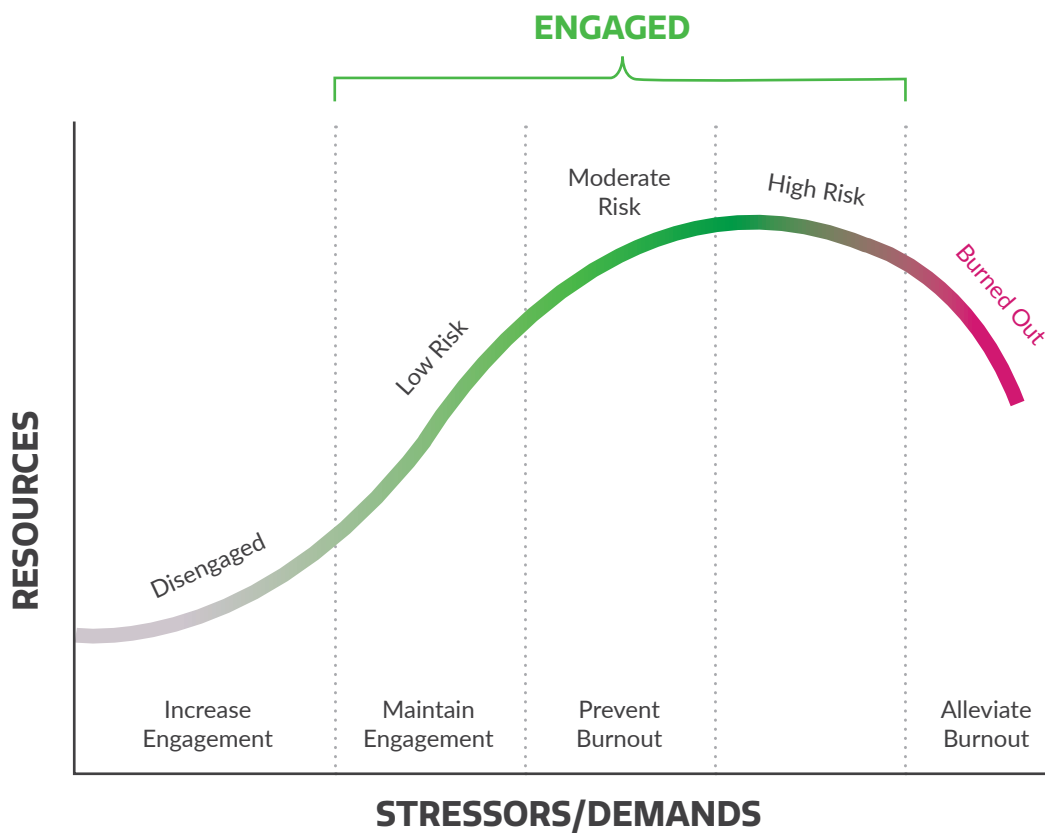 ENGAGED
Moderate
Risk
High Risk
Burned Out
Low Risk
Disengaged
RESOURCES
Increase
Engagement
Maintain
Engagement
Prevent
Burnout
Alleviate
Burnout
STRESSORS/DEMANDS